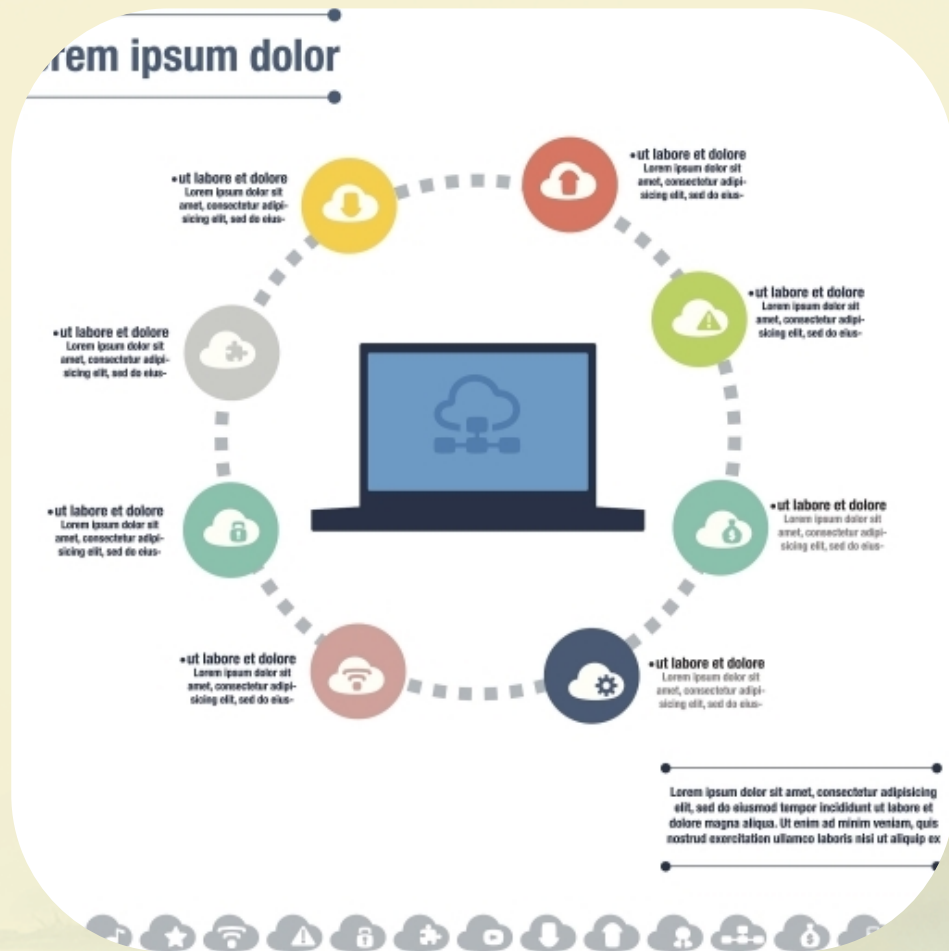 rem ipsum dolor
•ut labore et dolore
Lorem ipsum dolor sit
amet, consectetur adipi-
sicing elit, sed do eius-
•ut labore et dolore
Lorem ipsum dolor sit
amet, consectetur adipi-
sicing elit, sed do eius-
•ut labore et dolore
Lorem ipsum dolor sit
amet, consectetur adipi-
sicing elit, sed do eius-
•ut labore et dolore
Lorem ipsum dolor sit
amet, consectetur adipi-
sicing elit, sed do eius-
•ut labore et dolore
Lorem ipsum dolor sit
amet, consectetur adipi-
sicing elit, sed do eius-
•ut labore et dolore
Lorem ipsum dolor sit
amet, consectetur adipi-
sicing elit, sed do eius-
•ut labore et dolore
Lorem ipsum dolor sit
amet, consectetur adipi-
sicing elit, sed do eius-
•ut labore et dolore
Lorem ipsum dolor sit
amet, consectetur adipi-
sicing elit, sed do eius-
Lorem ipsum dolor sit amet, consectetur adipisicing
elit, sed do eiusmod tempor incididunt ut labore et
dolore magna aliqua. Ut enim ad minim veniam, quis
nostrud exercitation ullamco laboris nisi ut aliquip ex